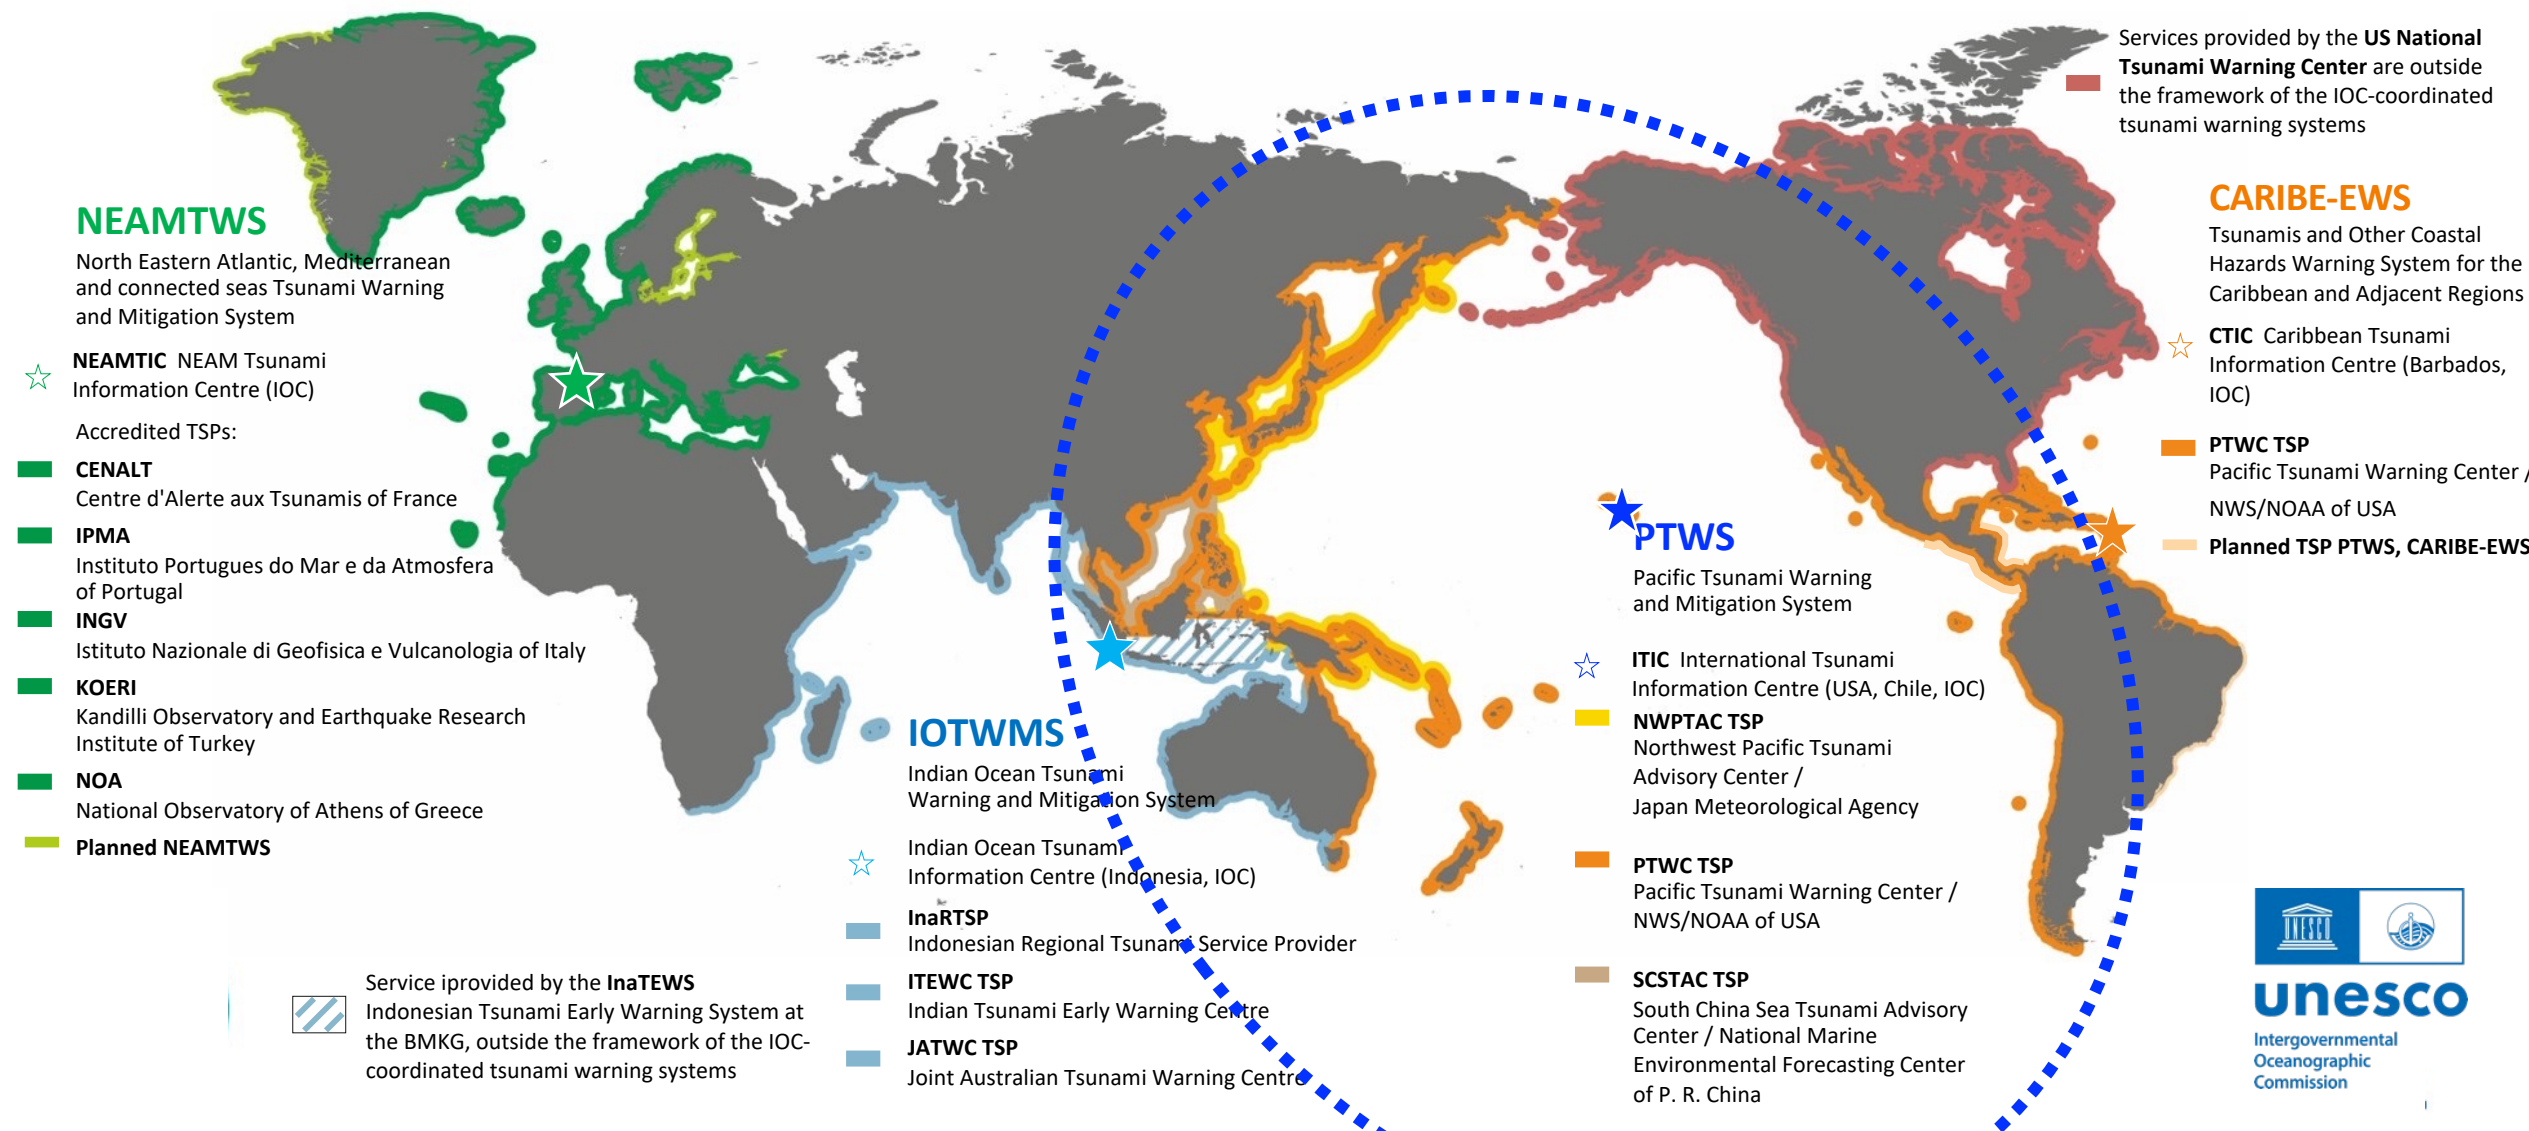 NEAMTWS
North Eastern Atlantic, Mediterranean
and connected seas Tsunami Warning
and Mitigation System
NEAMTIC NEAM Tsunami
Information Centre (IOC)
Accredited TSPs:
CENALT
Centre d'Alerte aux Tsunamis of France
IPMA
Instituto Portugues do Mar e da Atmosfera
of Portugal
INGV
Istituto Nazionale di Geofisica e Vulcanologia of Italy
KOERI
Kandilli Observatory and Earthquake Research
Institute of Turkey
NOA
National Observatory of Athens of Greece
Planned NEAMTWS
Service iprovided by the InaTEWS
Indonesian Tsunami Early Warning System at
the BMKG, outside the framework of the IOC-
coordinated tsunami warning systems
IOTWMS
Indian Ocean Tsunami
Warning and Mitigation System
Indian Ocean Tsunami
Information Centre (Indonesia, IOC)
InaRTSP
Indonesian Regional Tsunami Service Provider
ITEWC TSP
Indian Tsunami Early Warning Centre
JATWC TSP
Joint Australian Tsunami Warning Centre
PTWS
Pacific Tsunami Warning
and Mitigation System
ITIC International Tsunami
Information Centre (USA, Chile, IOC)
NWPTAC TSP
Northwest Pacific Tsunami
Advisory Center /
Japan Meteorological Agency
PTWC TSP
Pacific Tsunami Warning Center /
NWS/NOAA of USA
SCSTAC TSP
South China Sea Tsunami Advisory
Center / National Marine
Environmental Forecasting Center
of P. R. China
Services provided by the US National
Tsunami Warning Center are outside
the framework of the IOC-coordinated
tsunami warning systems
CARIBE-EWS
Tsunamis and Other Coastal
Hazards Warning System for the
Caribbean and Adjacent Regions
CTIC Caribbean Tsunami
Information Centre (Barbados,
IOC)
PTWC TSP
Pacific Tsunami Warning Center /
NWS/NOAA of USA
Planned TSP PTWS, CARIBE-EWS
UNESCO
unesco
Intergovernmental
Oceanographic
Commission